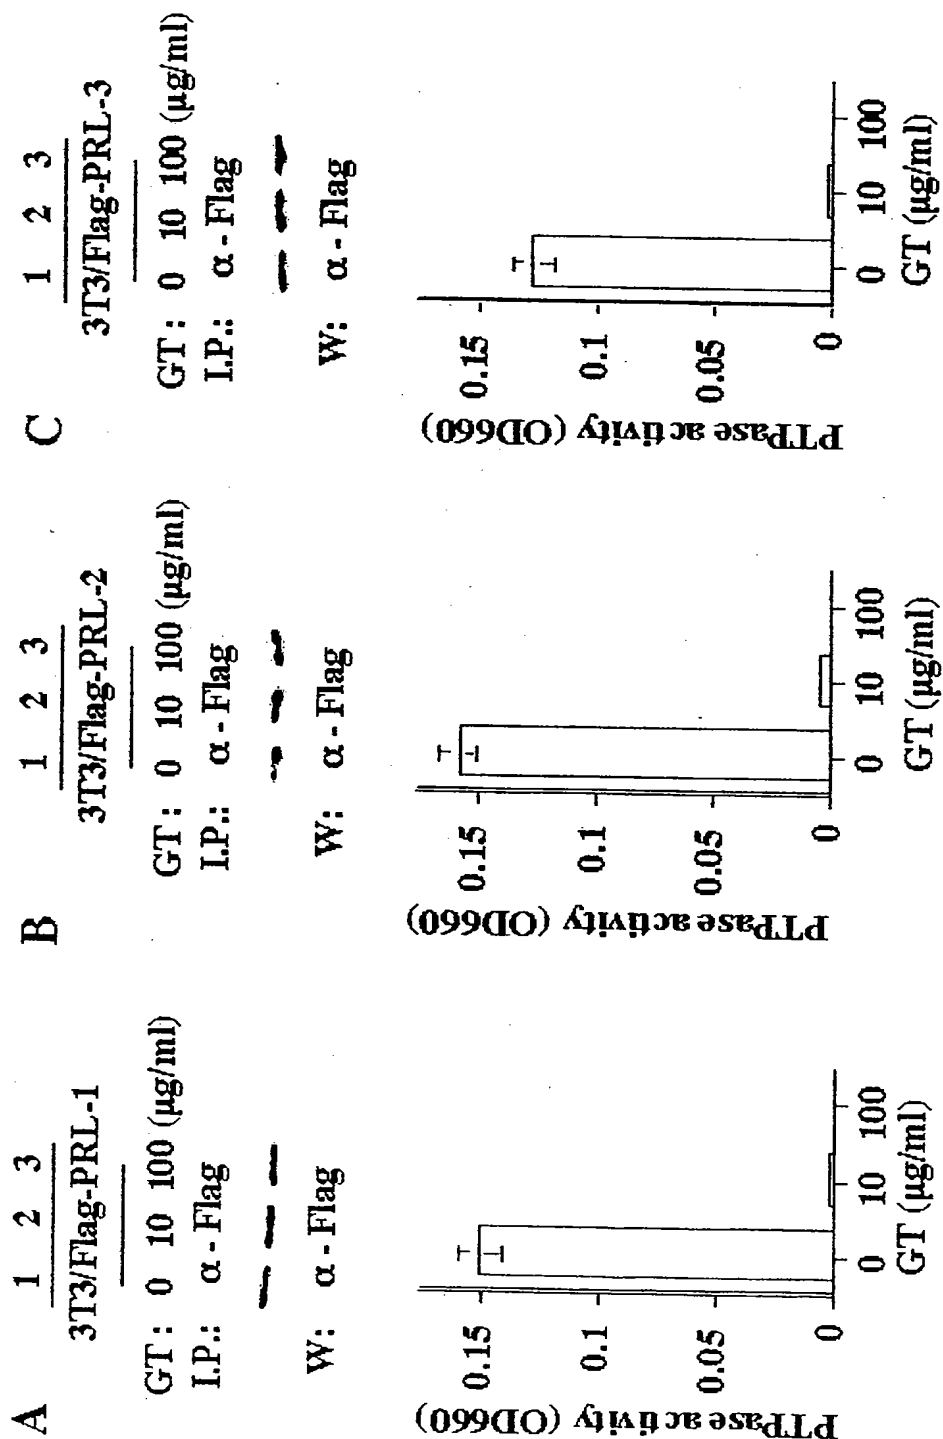 A
1 2 3
3T3/Flag-PRL-1
GT : 0 10 100 (μg/ml)
I.P.: α - Flag
W: α - Flag
PTPase activity (OD660)
0.15
0.1
0.05
0
0 10 100
GT (μg/ml)
B
1 2 3
3T3/Flag-PRL-2
GT : 0 10 100 (μg/ml)
I.P.: α - Flag
W: α - Flag
PTPase activity (OD660)
0.15
0.1
0.05
0
0 10 100
GT (μg/ml)
C
1 2 3
3T3/Flag-PRL-3
GT : 0 10 100 (μg/ml)
I.P.: α - Flag
W: α - Flag
PTPase activity (OD660)
0.15
0.1
0.05
0
0 10 100
GT (μg/ml)